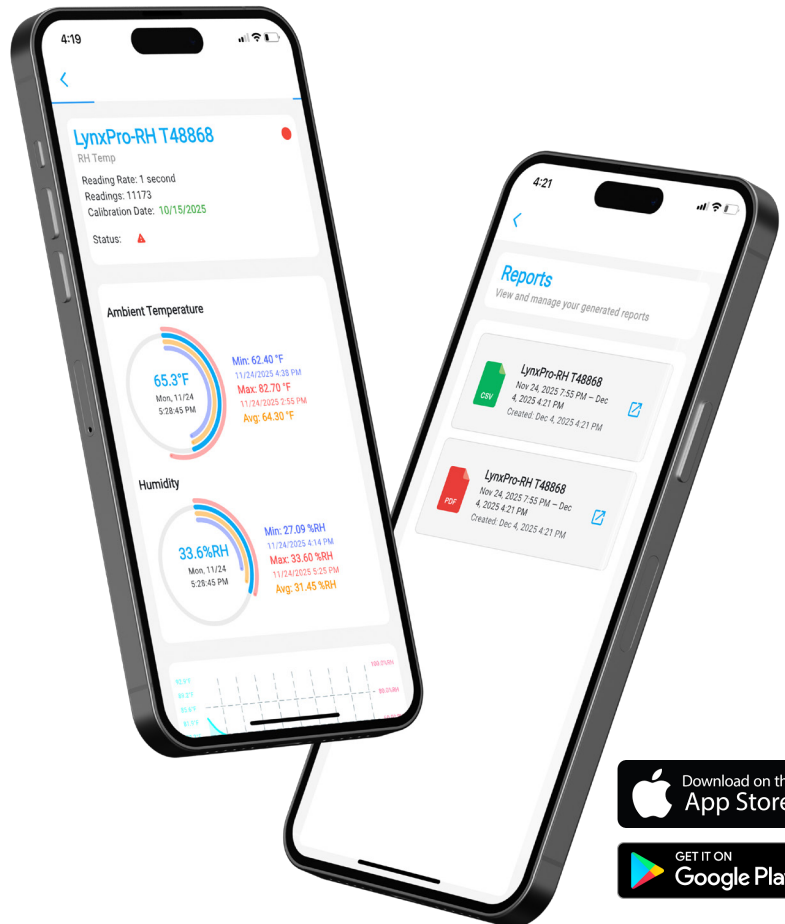 4:19
LynxPro-RH T48868
RH Temp
Reading Rate: 1 second
Readings: 11173
Calibration Date: 10/15/2025
Status:
Ambient Temperature
65.3°F
Mon, 11/24
5:28:45 PM
Min: 62.40 °F
11/24/2025 4:38 PM
Max: 82.70 °F
11/24/2025 2:55 PM
Avg: 64.30 °F
Humidity
33.6%RH
Mon, 11/24
5:28:45 PM
Min: 27.09 %RH
11/24/2025 4:14 PM
Max: 33.60 %RH
11/24/2025 5:25 PM
Avg: 31.45 %RH
100.0%RH
4:21
Reports
View and manage your generated reports
CSV
LynxPro-RH T48868
Nov 24, 2025 7:55 PM — Dec
4, 2025 4:21 PM
Created: Dec 4, 2025 4:21 PM
PDF
LynxPro-RH T48868
Nov 24, 2025 7:55 PM — Dec
4, 2025 4:21 PM
Created: Dec 4, 2025 4:21 PM
Download on th
App Store
GET IT ON
Google Pla